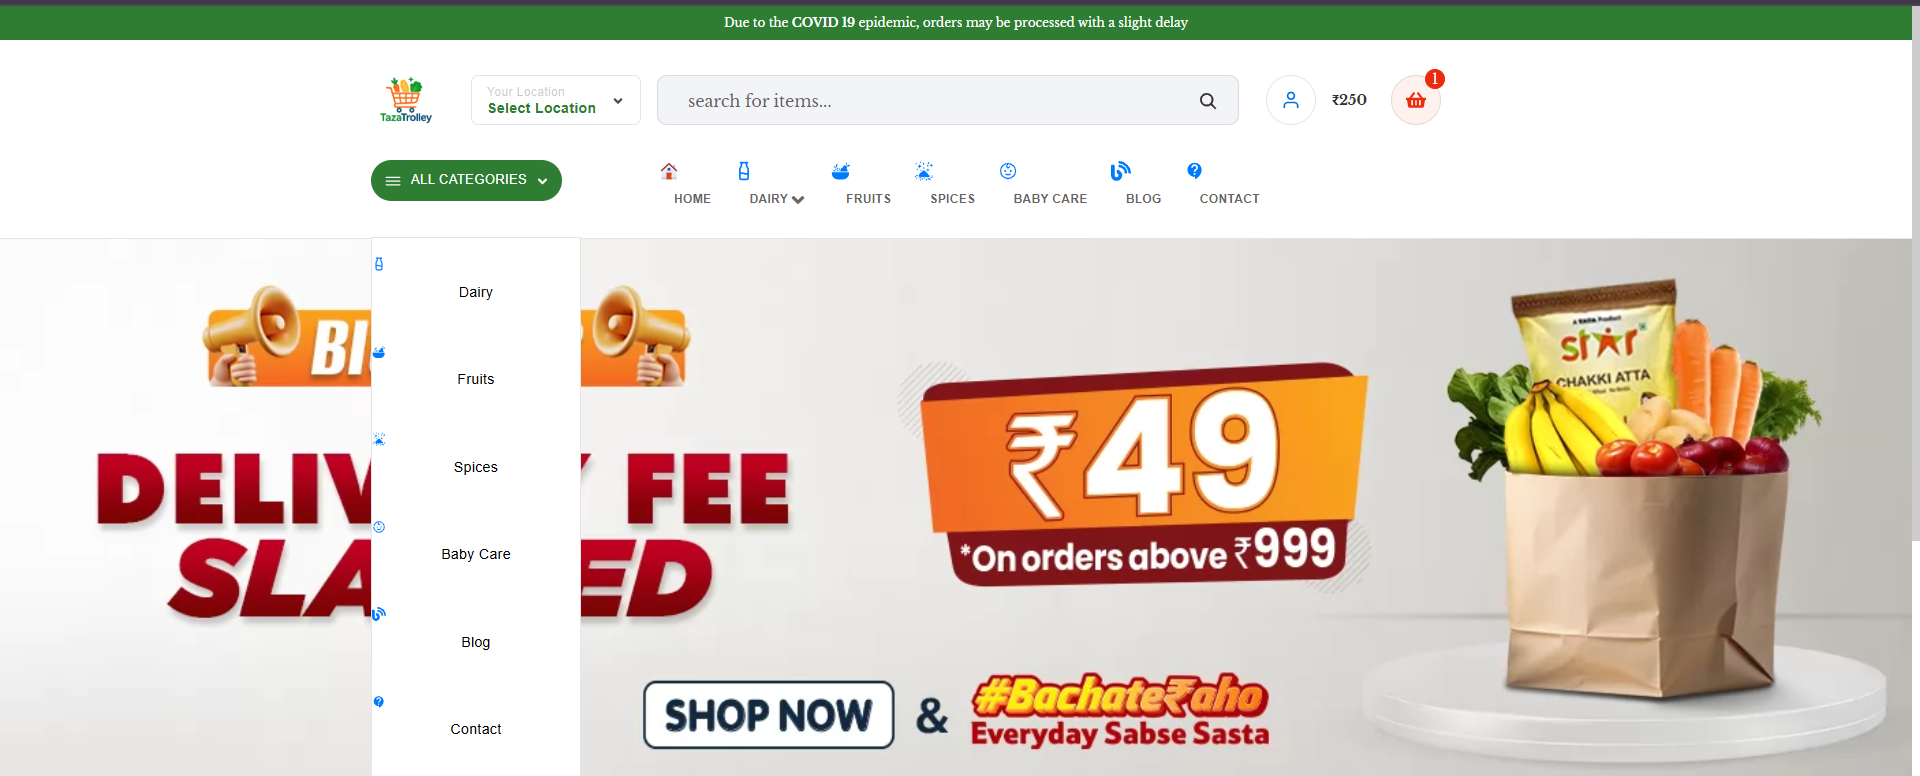 Due to the COVID 19 epidemic, orders may be processed with a slight delay
TazaTrolley
Your Location
Select Location
search for items...
₹250
1
ALL CATEGORIES
HOME
DAIRY
FRUITS
SPICES
BABY CARE
BLOG
CONTACT
Dairy
Fruits
Spices
Baby Care
Blog
Contact
BI
DELIV
FEE
SLA
ED
₹49
*On orders above ₹999
A TATA Product
STAR
CHAKKI ATTA
SHOP NOW
&
#Bachate₹aho
Everyday Sabse Sasta